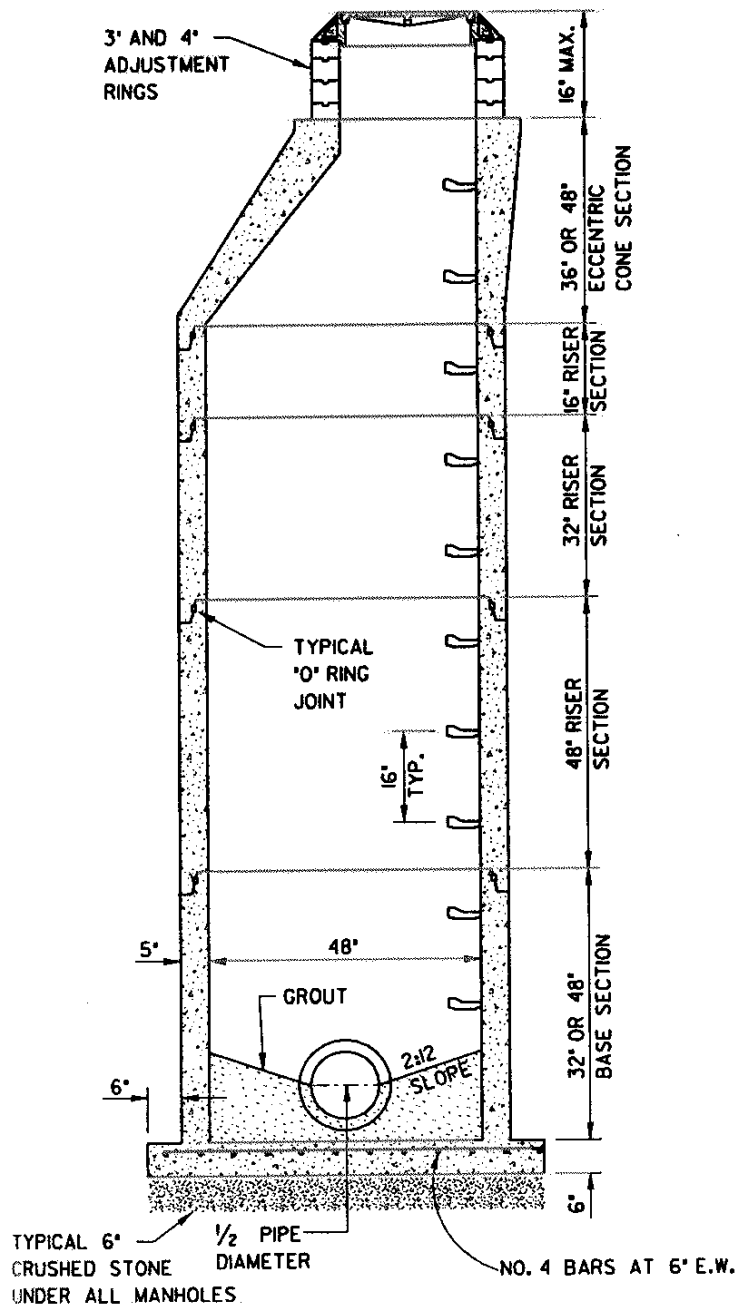 3" AND 4"
ADJUSTMENT
RINGS
16" MAX.
36" OR 48"
ECCENTRIC
CONE SECTION
16" RISER
SECTION
32" RISER
SECTION
TYPICAL
"O" RING
JOINT
48" RISER
SECTION
16"
TYP.
5"
48"
GROUT
2:12
SLOPE
32" OR 48"
BASE SECTION
6"
6"
TYPICAL 6"
CRUSHED STONE
UNDER ALL MANHOLES
1/2 PIPE
DIAMETER
NO. 4 BARS AT 6" E.W.